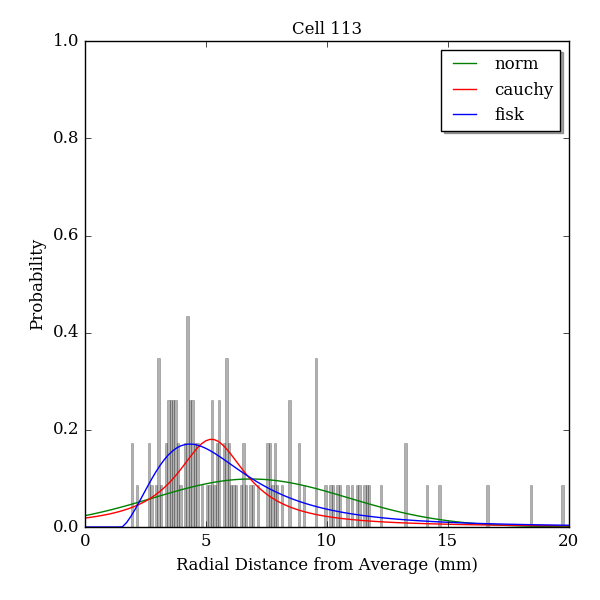 Cell 113
1.0
0.8
0.6
0.4
0.2
0.0
Probability
norm
cauchy
fisk
0 5 10 15 20
Radial Distance from Average (mm)